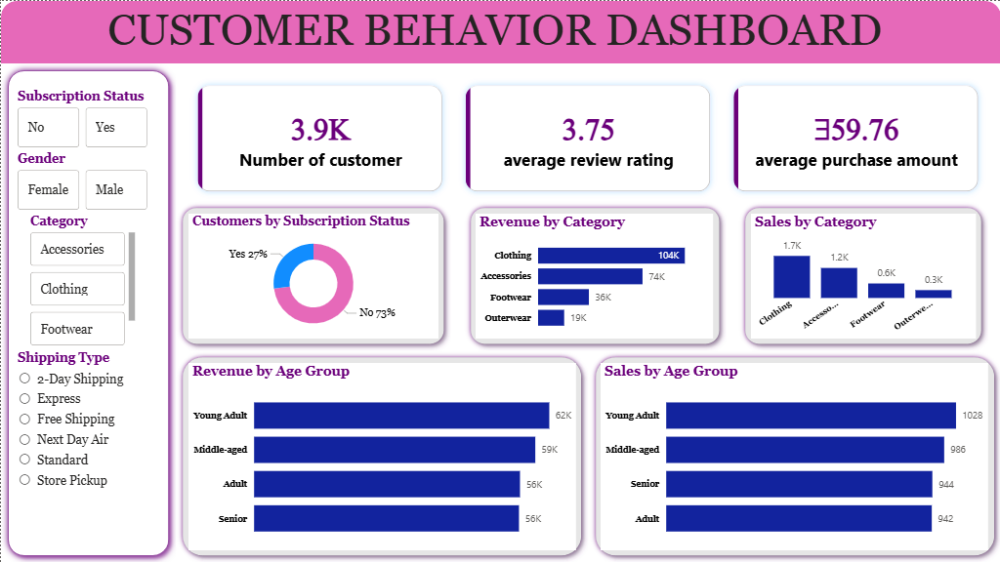 CUSTOMER BEHAVIOR DASHBOARD
Subscription Status
No Yes
Gender
Female Male
Category
Accessories
Clothing
Footwear
Shipping Type
2-Day Shipping
Express
Free Shipping
Next Day Air
Standard
Store Pickup
3.9K
Number of customer
3.75
average review rating
∃59.76
average purchase amount
Customers by Subscription Status
Yes 27%
No 73%
Revenue by Category
Clothing 104K
Accessories 74K
Footwear 36K
Outerwear 19K
Sales by Category
1.7K 1.2K 0.6K 0.3K
Clothing Accesso... Footwear Outerwe...
Revenue by Age Group
Young Adult 62K
Middle-aged 59K
Adult 56K
Senior 56K
Sales by Age Group
Young Adult 1028
Middle-aged 986
Senior 944
Adult 942